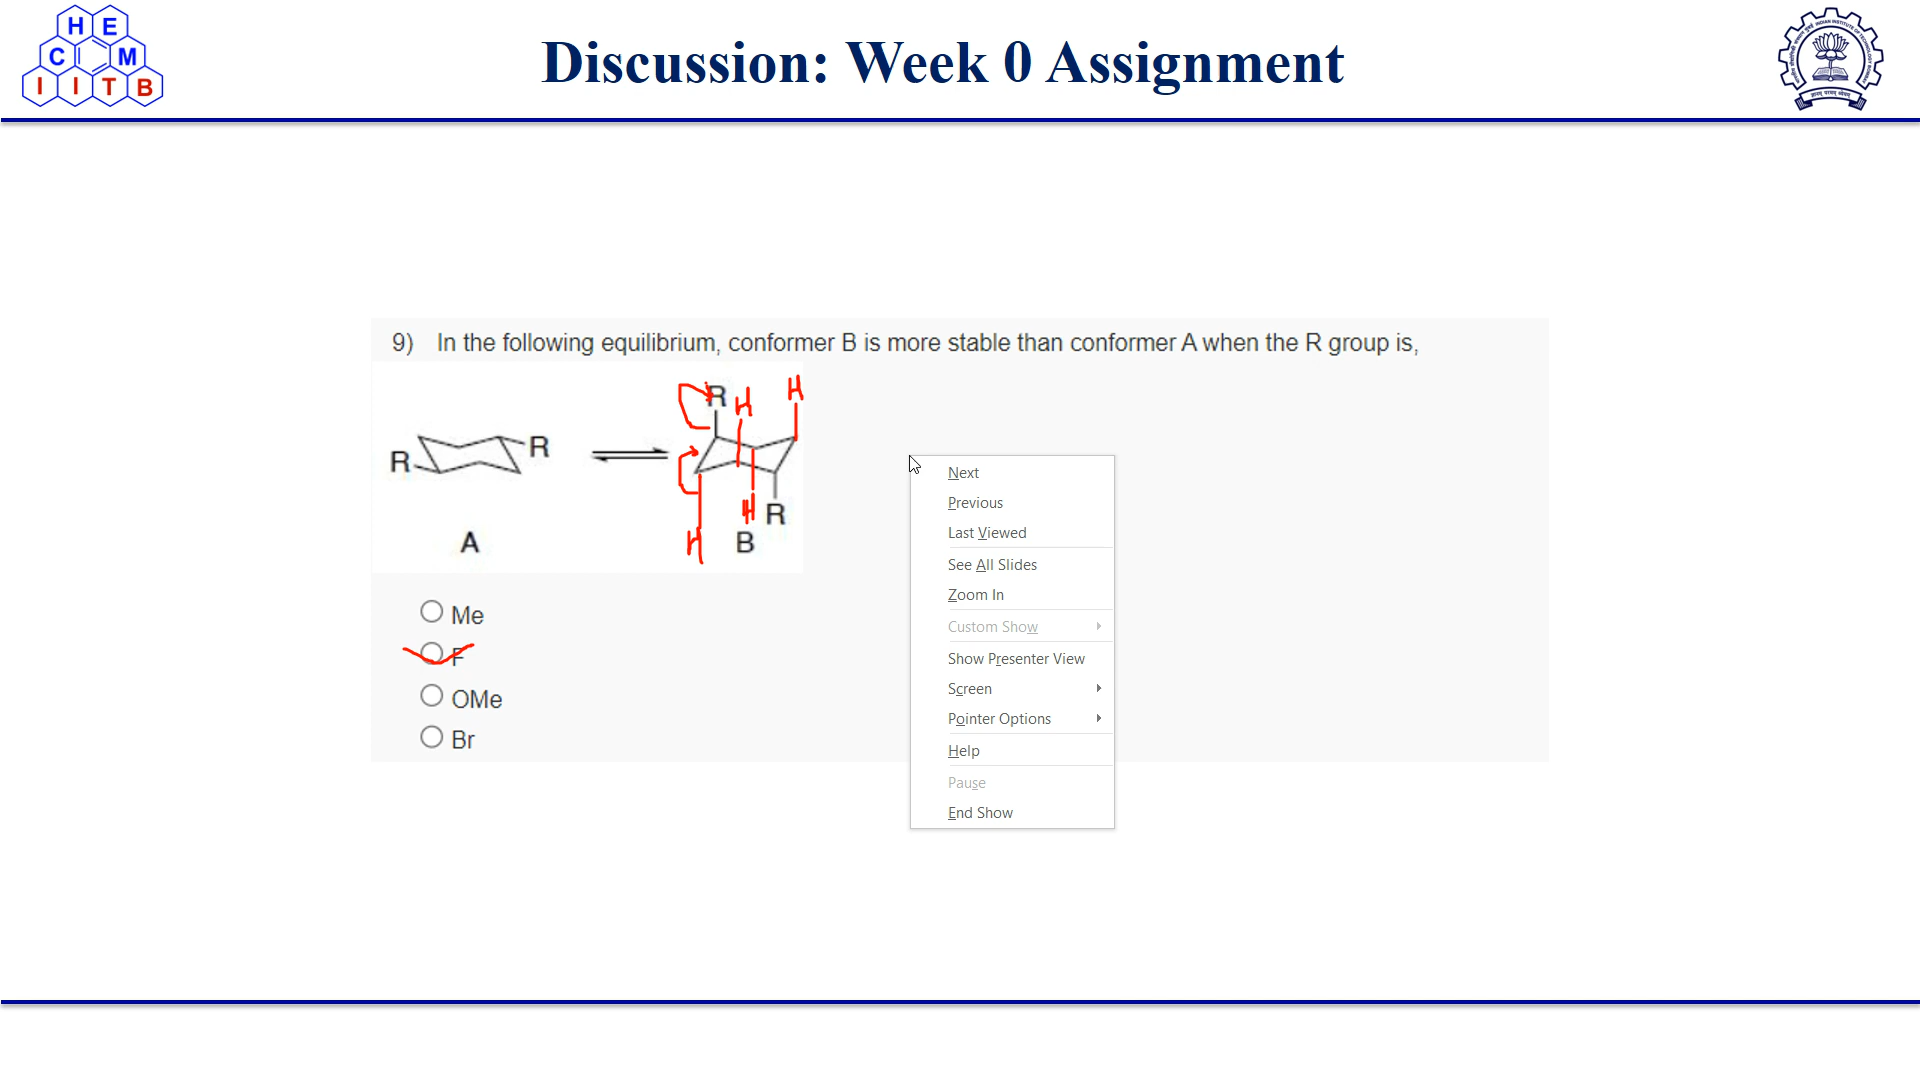 H E
C M
I I T B
Discussion: Week 0 Assignment
9) In the following equilibrium, conformer B is more stable than conformer A when the R group is,
R H H
R R
H H R
A B
Me
F
OMe
Br
Next
Previous
Last Viewed
See All Slides
Zoom In
Custom Show
Show Presenter View
Screen
Pointer Options
Help
Pause
End Show